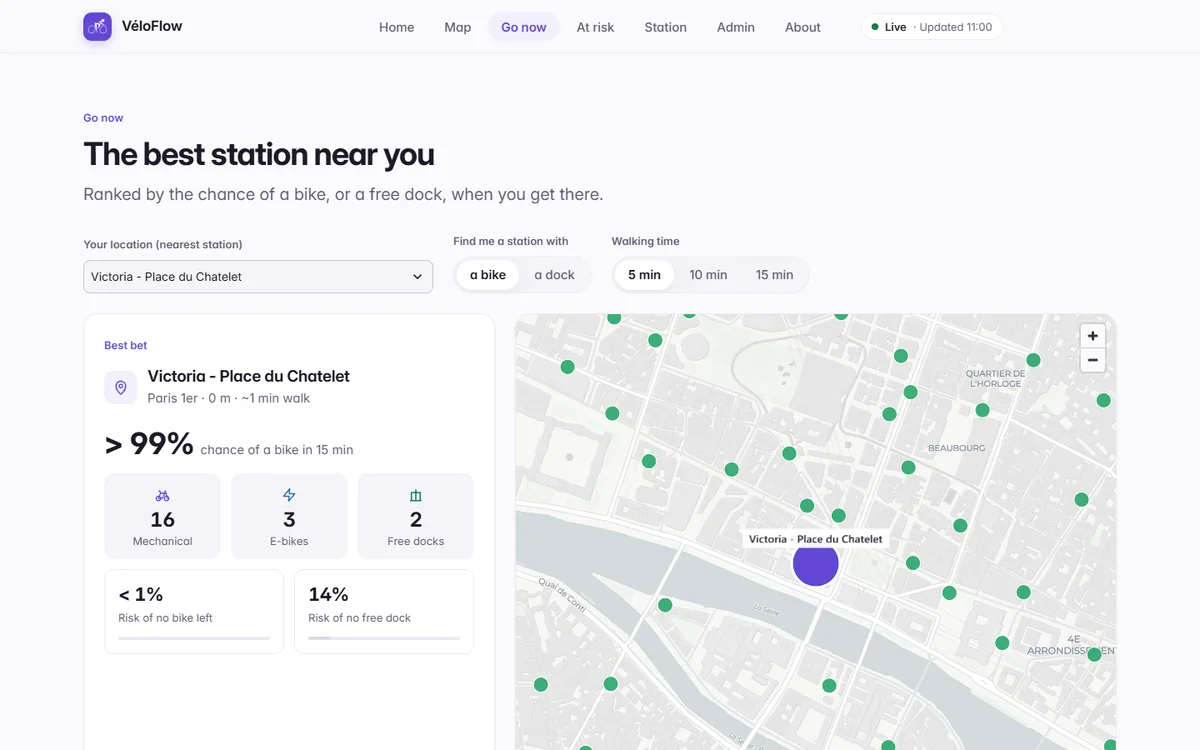 VéloFlow
Home Map Go now At risk Station Admin About
Live · Updated 11:00
Go now
The best station near you
Ranked by the chance of a bike, or a free dock, when you get there.
Your location (nearest station)
Victoria - Place du Chatelet
Find me a station with
a bike a dock
Walking time
5 min 10 min 15 min
Best bet
Victoria - Place du Chatelet
Paris 1er · 0 m · ~1 min walk
> 99% chance of a bike in 15 min
16
Mechanical
3
E-bikes
2
Free docks
< 1%
Risk of no bike left
14%
Risk of no free dock
+
−
QUARTIER DE
L'HORLOGE
BEAUBOURG
Victoria - Place du Chatelet
Quai de Conti
La Seine
4E
ARRONDISSEMENT
La Seine